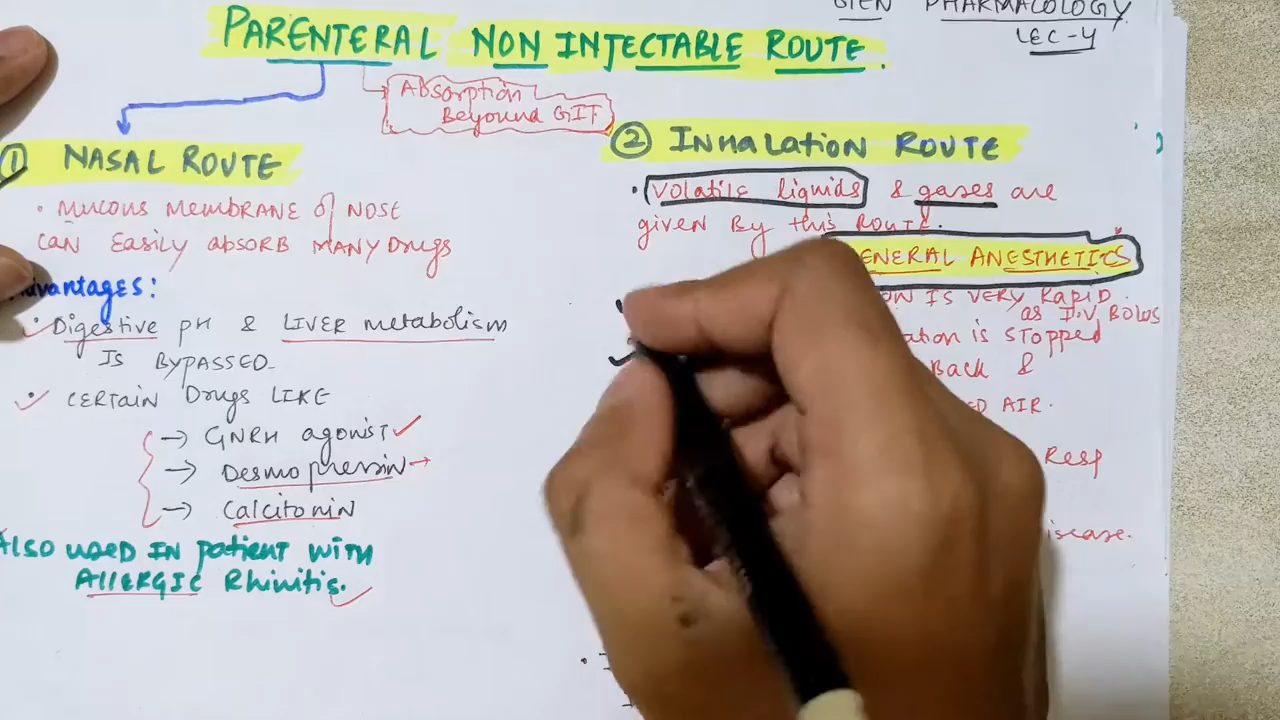 GEN PHARMACOLOGY
LEC-4
PARENTERAL NON INJECTABLE ROUTE.
Absorption
Beyound GIT
① NASAL ROUTE
• Mucous MEMBRANE of NOSE
CAN Easily absorb MANY Drugs
Advantages:
• Digestive pH & LIVER metabolism
IS BYPASSED.
• CERTAIN Drugs LIKE
→ GNRH agonist
→ Desmopressin →
→ Calcitonin
Also used IN patient WITH
ALLERGIC Rhinitis.
② INHALATION ROUTE
• Volatile liquids & gases are
given By this Route.
GENERAL ANESTHETICS
IS VERY Rapid.
as I.V BOLUS
is stopped
Back &
AIR.
Resp